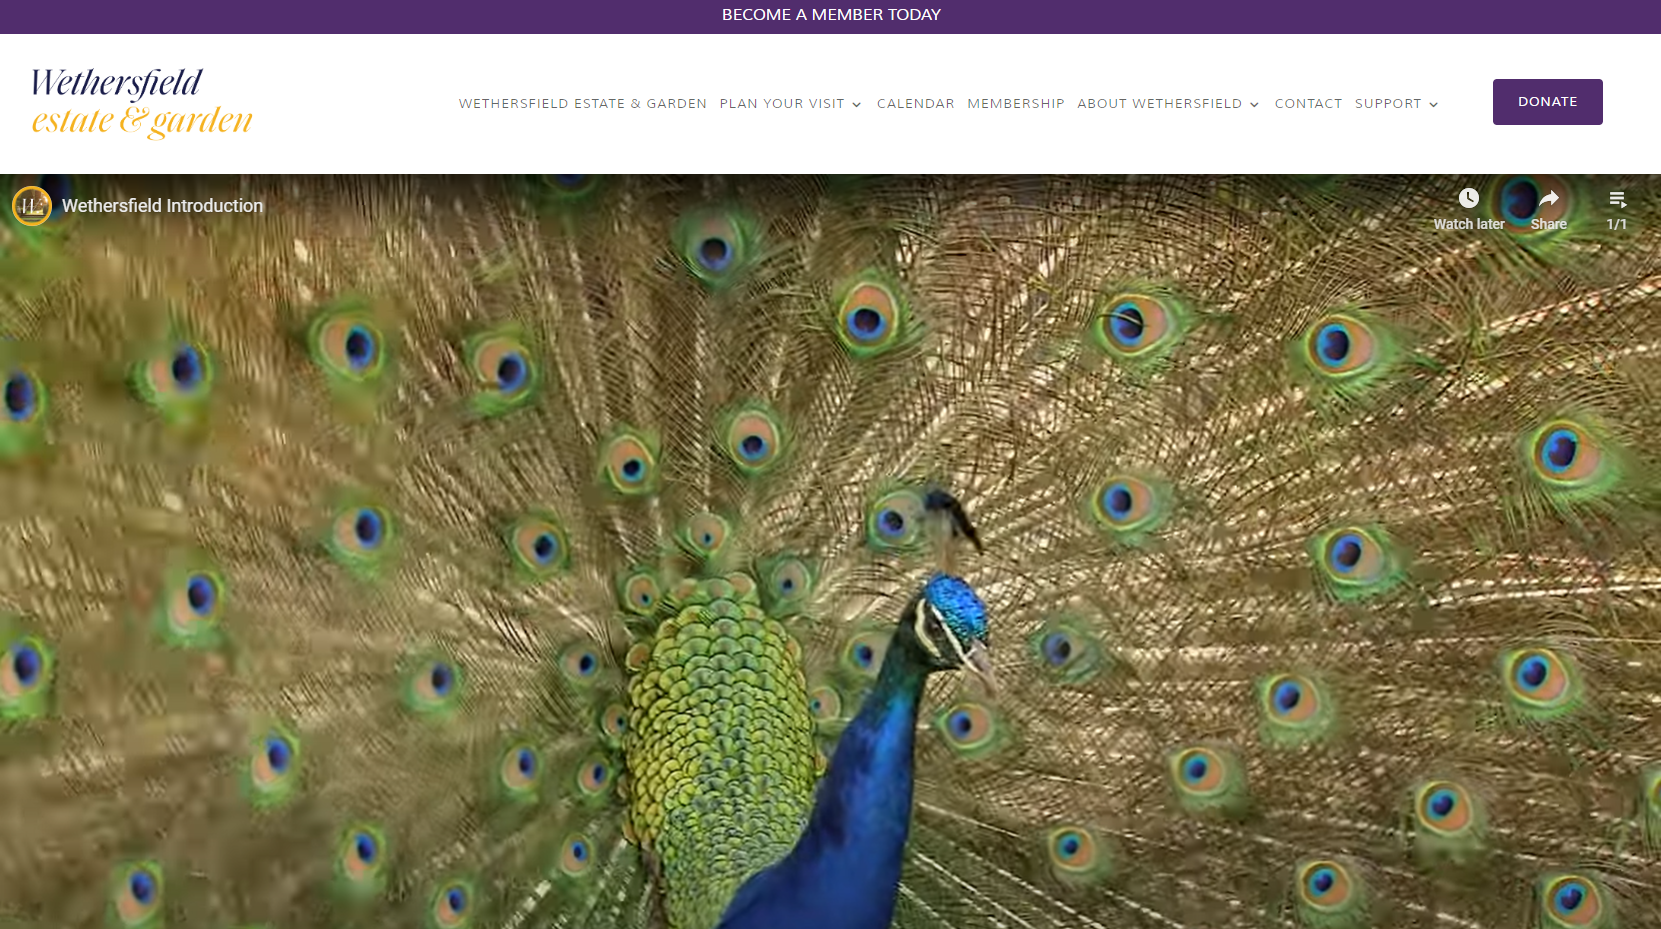 BECOME A MEMBER TODAY
Wethersfield
estate & garden
WETHERSFIELD ESTATE & GARDEN PLAN YOUR VISIT CALENDAR MEMBERSHIP ABOUT WETHERSFIELD CONTACT SUPPORT
DONATE
Wethersfield Introduction
Watch later
Share
1/1